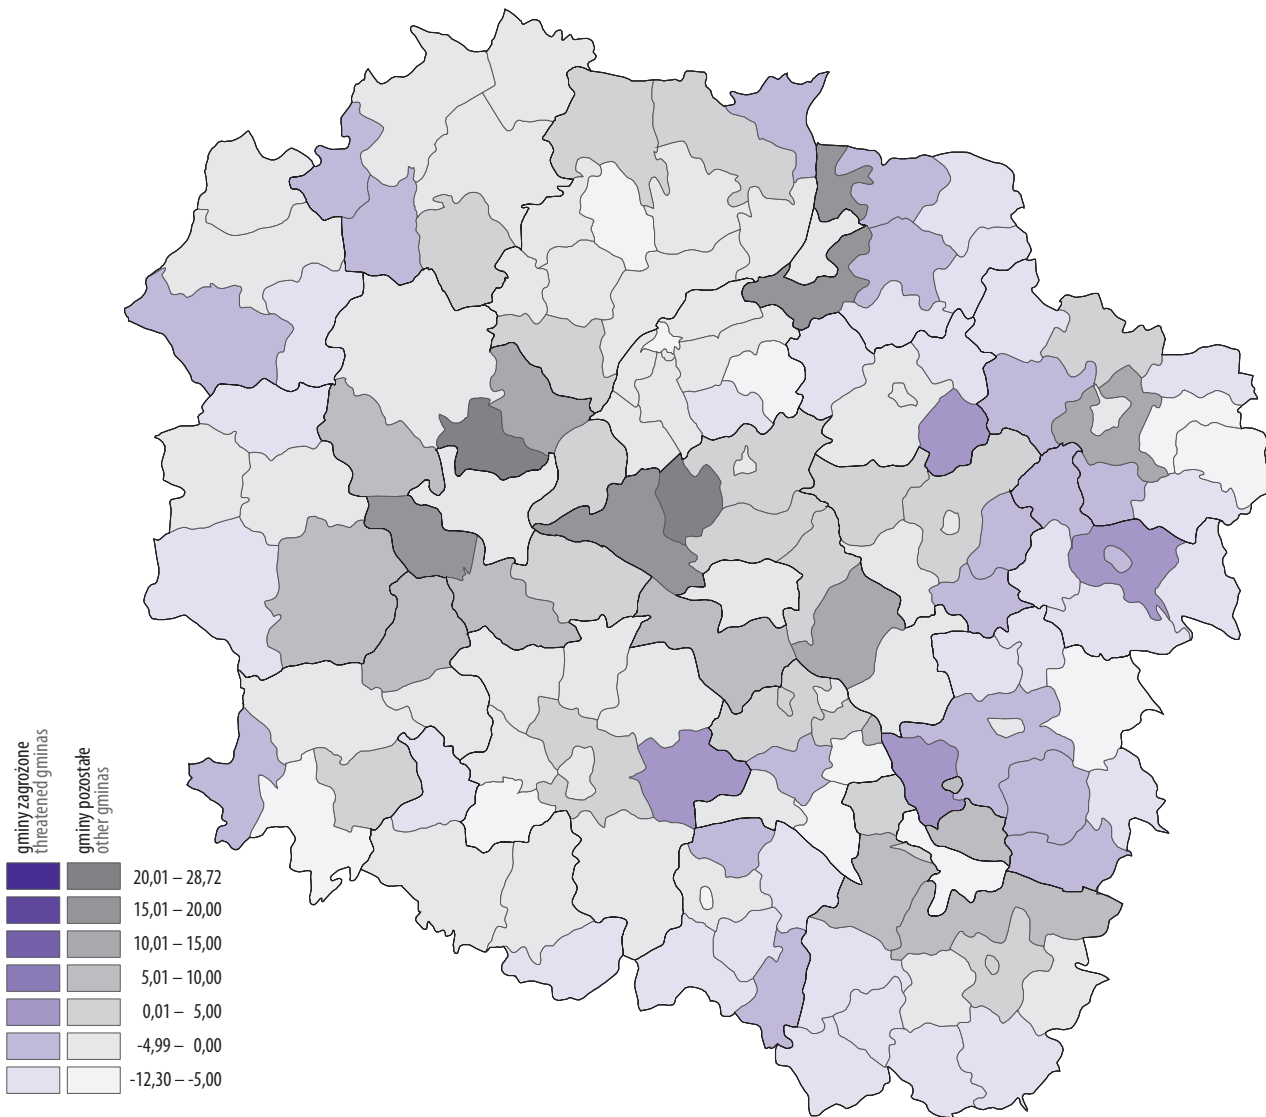 gminy zagrożone
threatened gminas
gminy pozostałe
other gminas
20,01 – 28,72
15,01 – 20,00
10,01 – 15,00
5,01 – 10,00
0,01 – 5,00
-4,99 – 0,00
-12,30 – -5,00